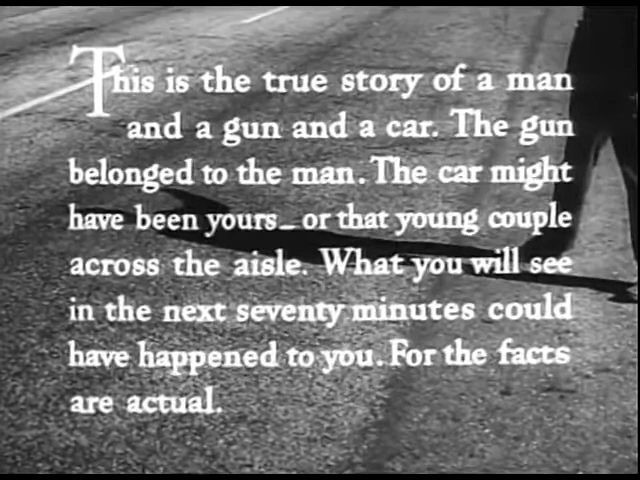 This is the true story of a man
and a gun and a car. The gun
belonged to the man. The car might
have been yours_or that young couple
across the aisle. What you will see
in the next seventy minutes could
have happened to you. For the facts
are actual.